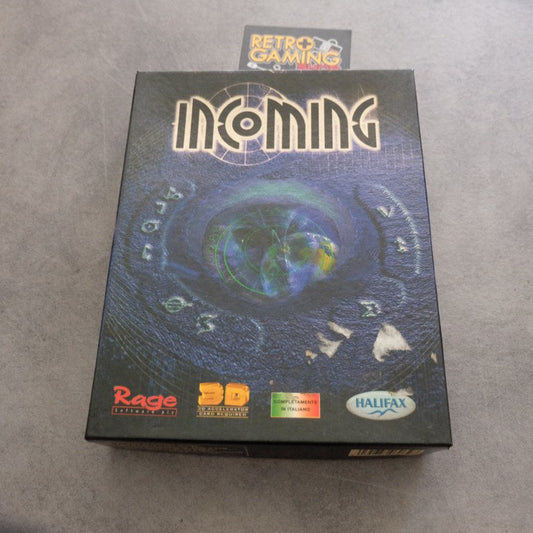 RETRO
GAMING
INCOMING
Rage
Software plc
3D
3D ACCELERATOR
CARD REQUIRED
COMPLETAMENTE
IN ITALIANO
HALIFAX